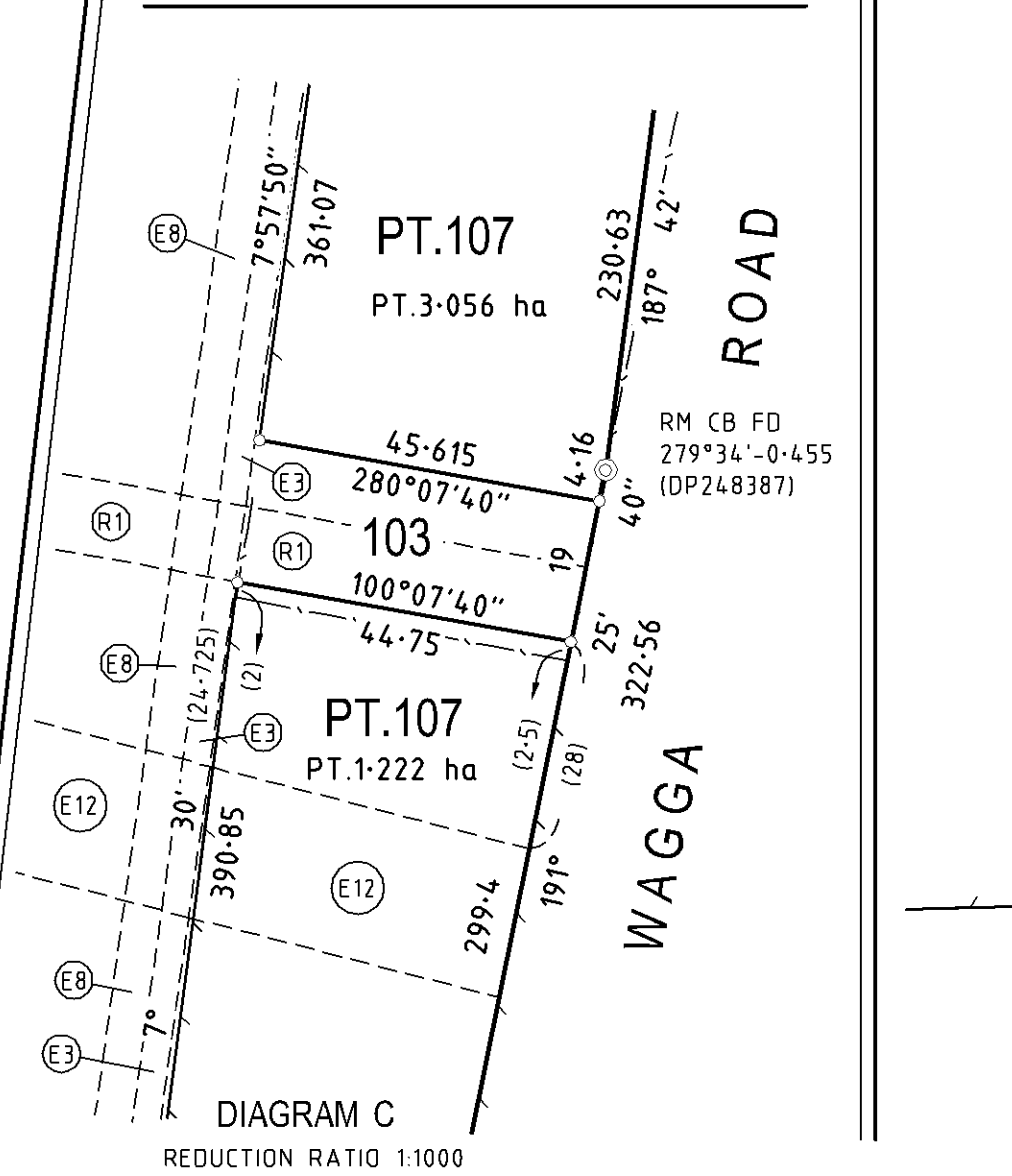 7°57'50"
361·07
E8
PT.107
PT.3·056 ha
230·63
187° 42'
ROAD
RM CB FD
279°34'-0·455
(DP248387)
45·615
280°07'40"
4·16
40"
E3
R1
R1
103
19
100°07'40"
44·75
25'
322·56
E8
(24·725)
(2)
E3
PT.107
PT.1·222 ha
(2·5)
(28)
WAGGA
E12
30'
390·85
E12
299·4
191°
E8
7°
E3
DIAGRAM C
REDUCTION RATIO 1:1000